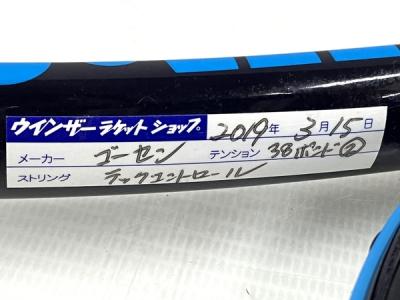 ウインザーラケットショップ。 2019年 3月 15日
メーカー ゴーセン テンション 38ポンド②
ストリング テックコントロール